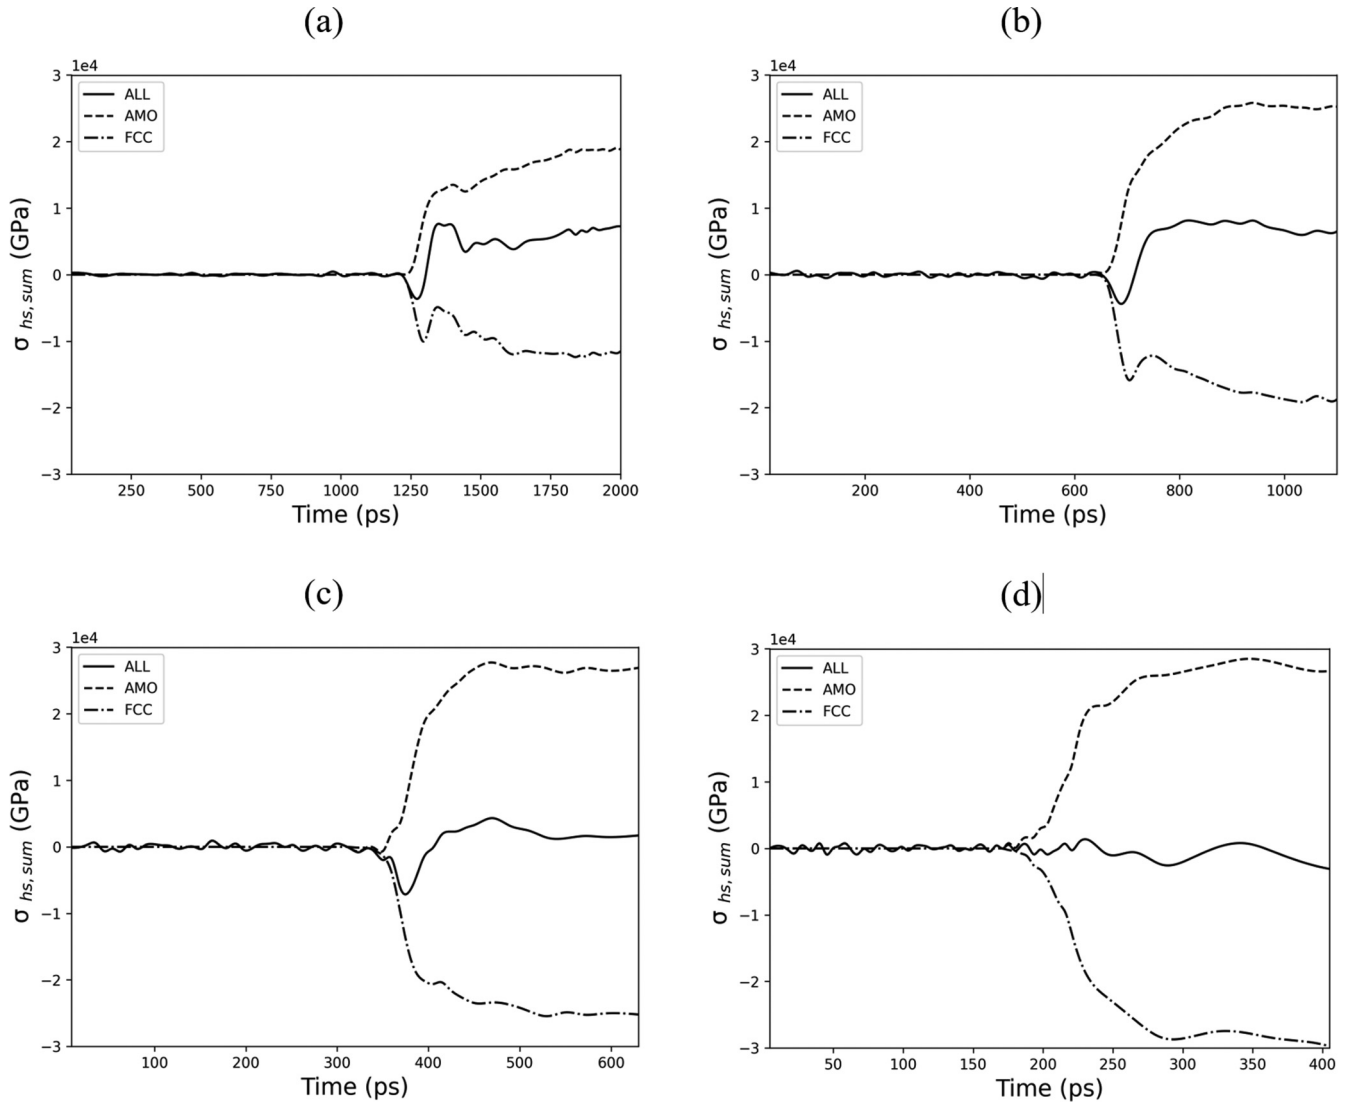 (a)
1e4
ALL
AMO
FCC
3
2
1
0
−1
−2
−3
σ hs,sum (GPa)
250 500 750 1000 1250 1500 1750 2000
Time (ps)
(b)
1e4
ALL
AMO
FCC
3
2
1
0
−1
−2
−3
σ hs,sum (GPa)
200 400 600 800 1000
Time (ps)
(c)
1e4
ALL
AMO
FCC
3
2
1
0
−1
−2
−3
σ hs,sum (GPa)
100 200 300 400 500 600
Time (ps)
(d)
1e4
ALL
AMO
FCC
3
2
1
0
−1
−2
−3
σ hs,sum (GPa)
50 100 150 200 250 300 350 400
Time (ps)